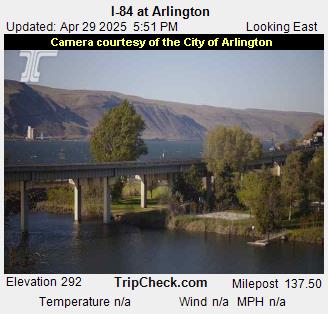 I-84 at Arlington
Updated: Apr 29 2025 5:51 PM Looking East
Camera courtesy of the City of Arlington
Elevation 292 TripCheck.com Milepost 137.50
Temperature n/a Wind n/a MPH n/a